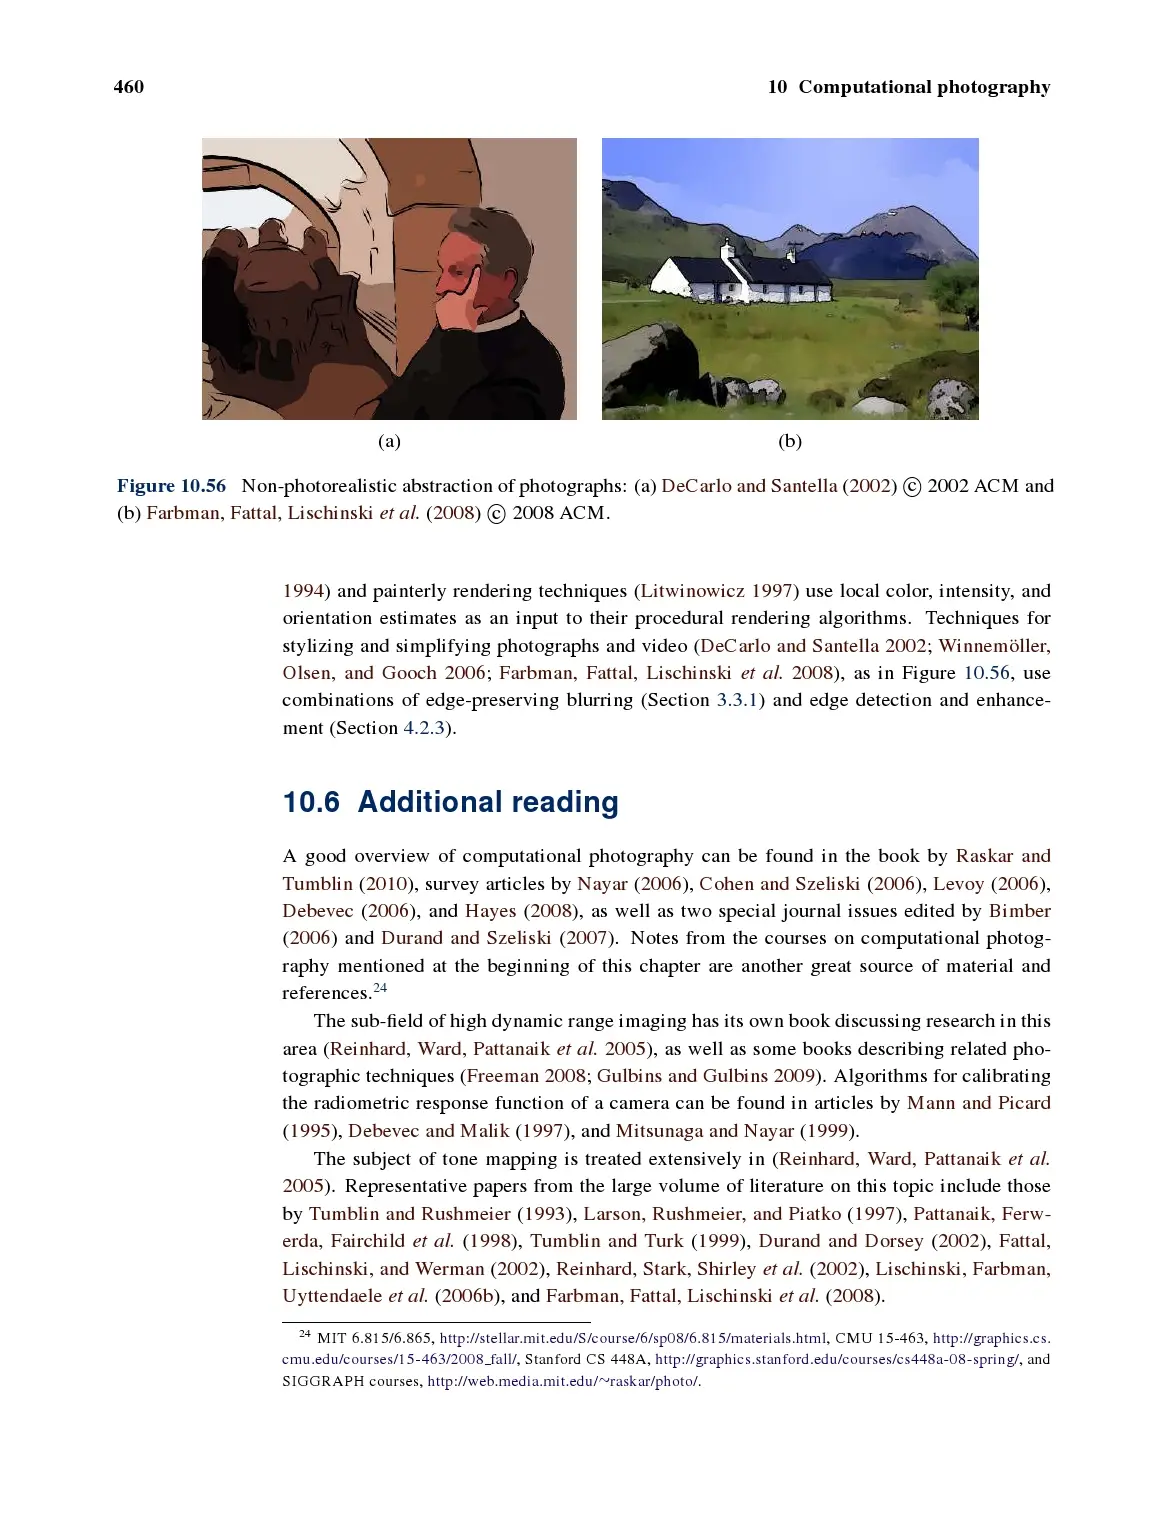 460
10 Computational photography
(a)
(b)
Figure 10.56 Non-photorealistic abstraction of photographs: (a) DeCarlo and Santella (2002) © 2002 ACM and
(b) Farbman, Fattal, Lischinski et al. (2008) © 2008 ACM.
1994) and painterly rendering techniques (Litwinowicz 1997) use local color, intensity, and
orientation estimates as an input to their procedural rendering algorithms. Techniques for
stylizing and simplifying photographs and video (DeCarlo and Santella 2002; Winnemöller,
Olsen, and Gooch 2006; Farbman, Fattal, Lischinski et al. 2008), as in Figure 10.56, use
combinations of edge-preserving blurring (Section 3.3.1) and edge detection and enhance-
ment (Section 4.2.3).
10.6 Additional reading
A good overview of computational photography can be found in the book by Raskar and
Tumblin (2010), survey articles by Nayar (2006), Cohen and Szeliski (2006), Levoy (2006),
Debevec (2006), and Hayes (2008), as well as two special journal issues edited by Bimber
(2006) and Durand and Szeliski (2007). Notes from the courses on computational photog-
raphy mentioned at the beginning of this chapter are another great source of material and
references.24
The sub-field of high dynamic range imaging has its own book discussing research in this
area (Reinhard, Ward, Pattanaik et al. 2005), as well as some books describing related pho-
tographic techniques (Freeman 2008; Gulbins and Gulbins 2009). Algorithms for calibrating
the radiometric response function of a camera can be found in articles by Mann and Picard
(1995), Debevec and Malik (1997), and Mitsunaga and Nayar (1999).
The subject of tone mapping is treated extensively in (Reinhard, Ward, Pattanaik et al.
2005). Representative papers from the large volume of literature on this topic include those
by Tumblin and Rushmeier (1993), Larson, Rushmeier, and Piatko (1997), Pattanaik, Ferw-
erda, Fairchild et al. (1998), Tumblin and Turk (1999), Durand and Dorsey (2002), Fattal,
Lischinski, and Werman (2002), Reinhard, Stark, Shirley et al. (2002), Lischinski, Farbman,
Uyttendaele et al. (2006b), and Farbman, Fattal, Lischinski et al. (2008).
24 MIT 6.815/6.865, http://stellar.mit.edu/S/course/6/sp08/6.815/materials.html, CMU 15-463, http://graphics.cs.
cmu.edu/courses/15-463/2008_fall/, Stanford CS 448A, http://graphics.stanford.edu/courses/cs448a-08-spring/, and
SIGGRAPH courses, http://web.media.mit.edu/~raskar/photo/.